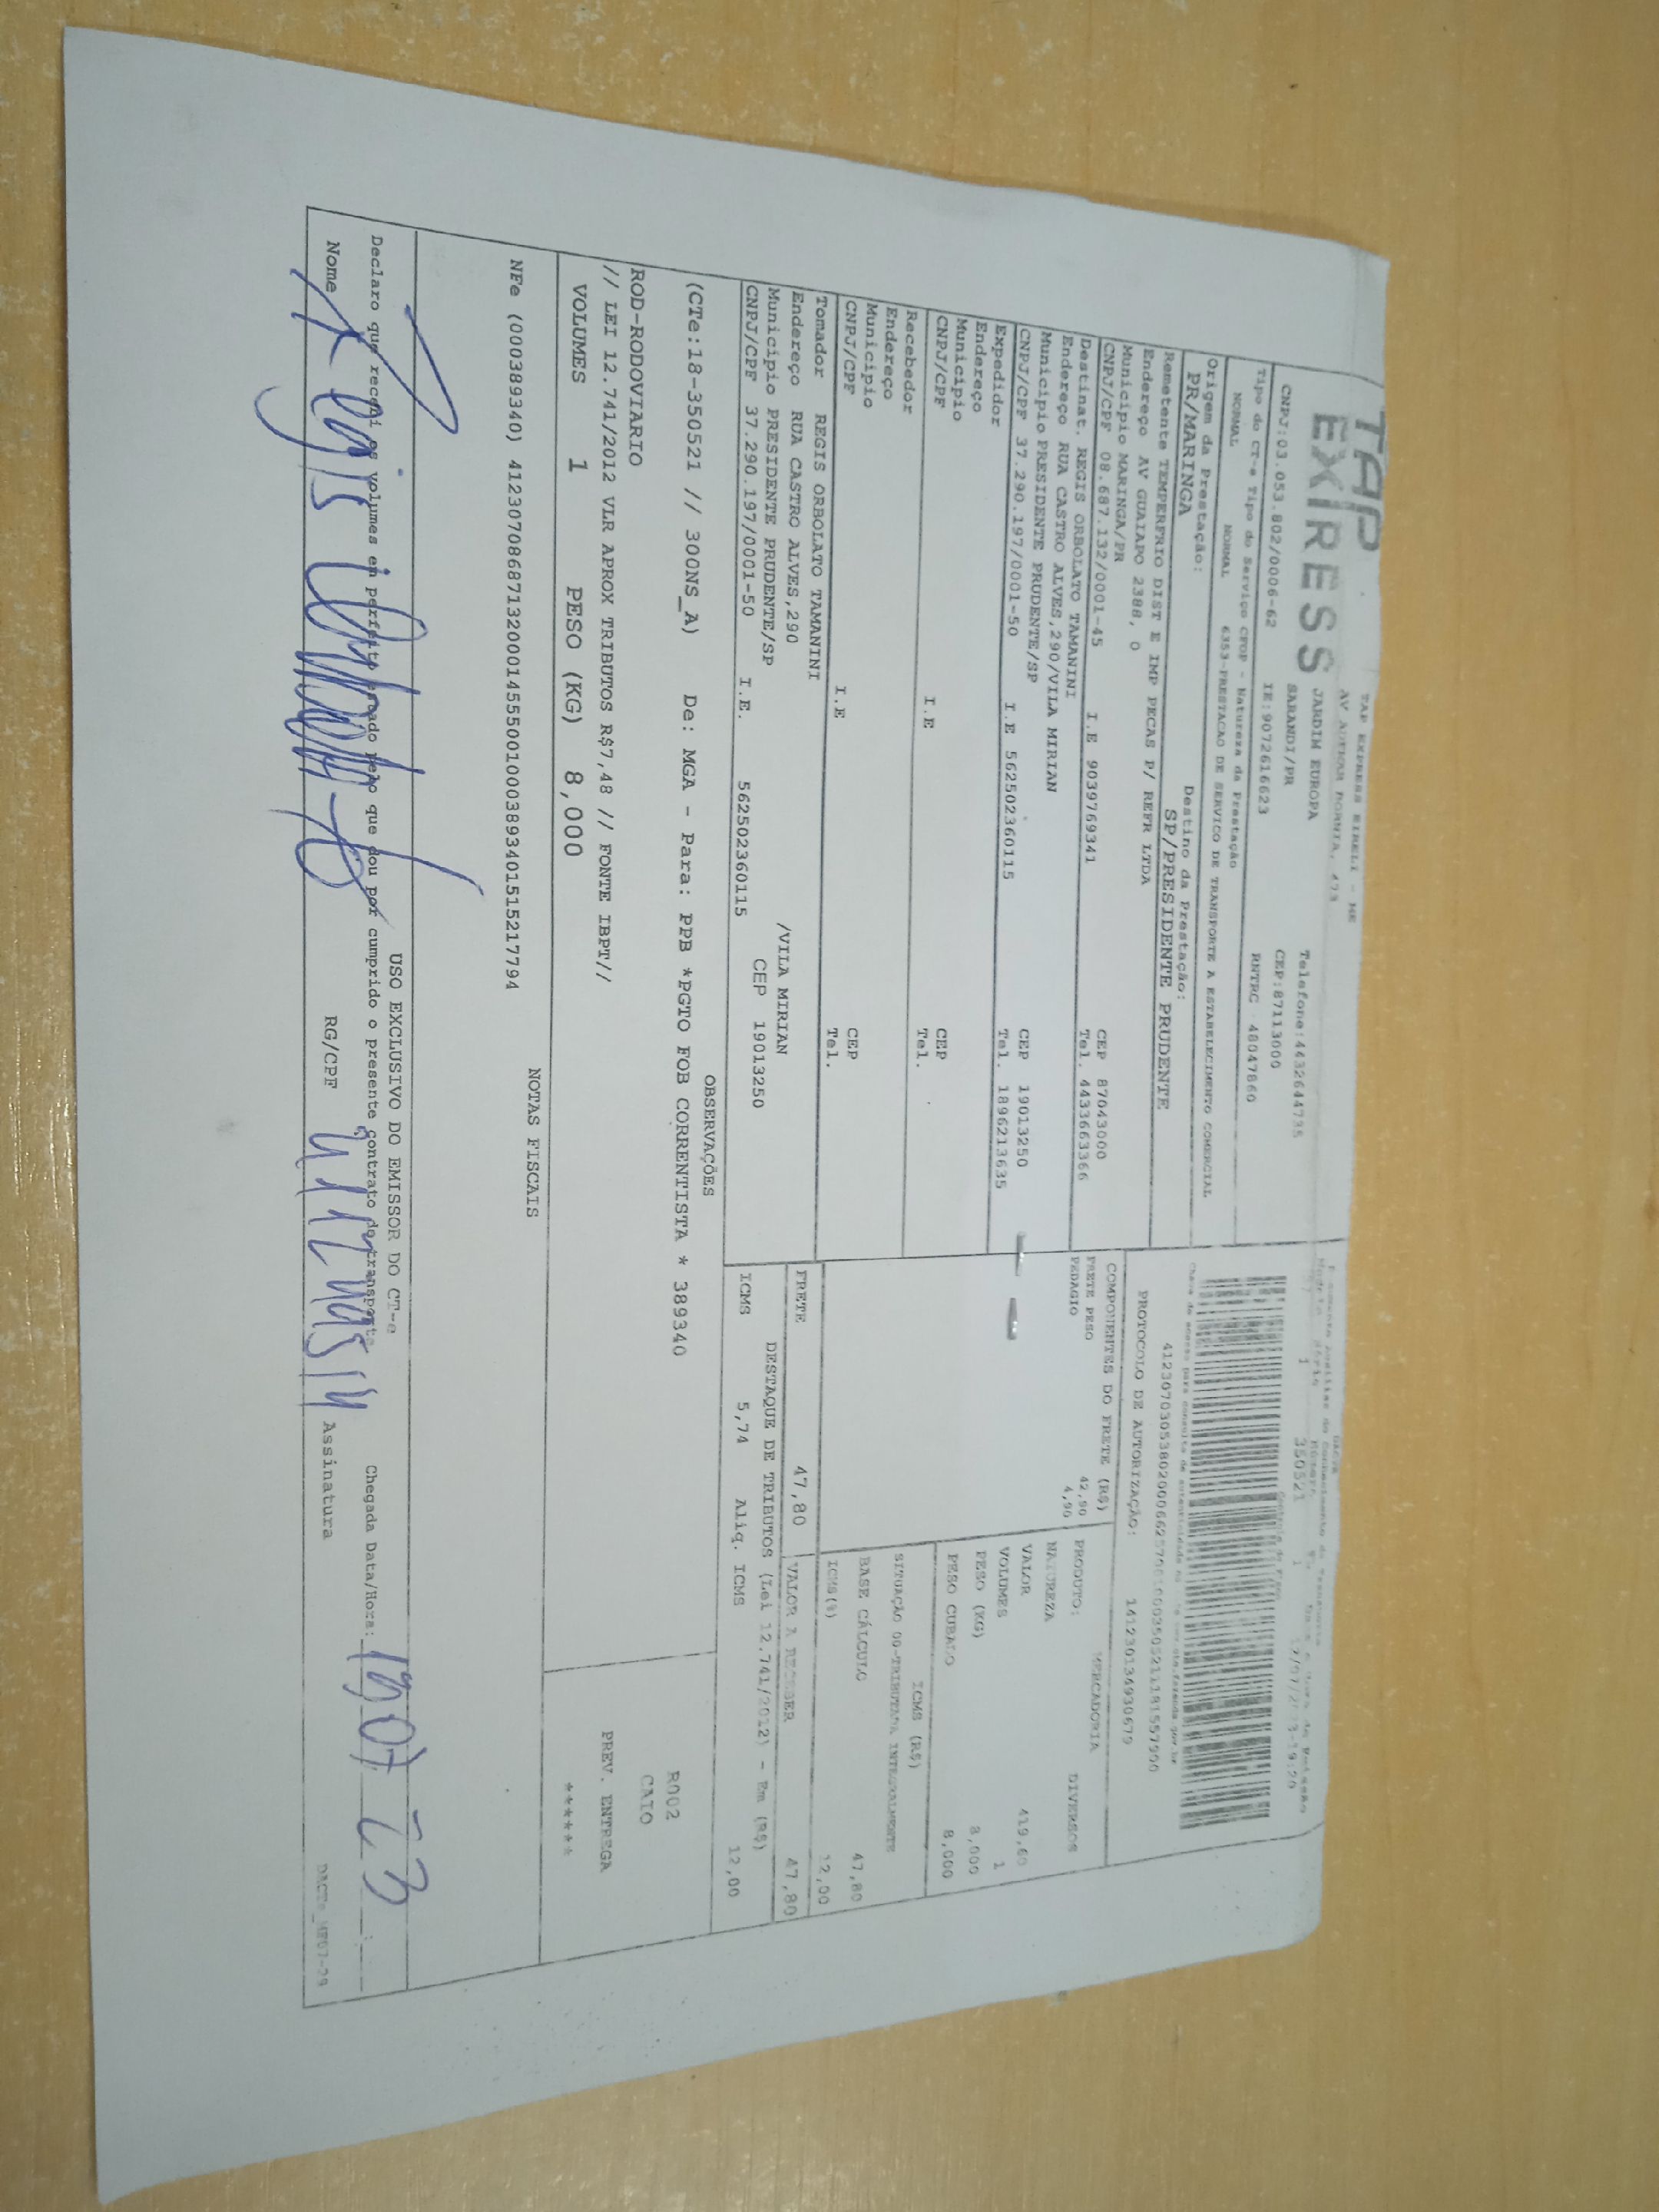 TAP
EXPRESS
TAP EXPRESS EIRELI - ME
JARDIM EUROPA
SARANDI/PR
Telefone:4432644735
CEP:87113000
CNPJ:03.053.802/0006-62 IE:9072616623 RNTRC 48047860
Tipo do CT-e Tipo do Serviço CFOP - Natureza da Prestação
NORMAL NORMAL 6353-PRESTACAO DE SERVICO DE TRANSPORTE A ESTABELECIMENTO COMERCIAL
Origem da Prestação: Destino da Prestação:
PR/MARINGA SP/PRESIDENTE PRUDENTE
Remetente TEMPERFRIO DIST E IMP PECAS P/ REFR LTDA
Endereço AV GUAIAPO 2388, 0
Municipio MARINGA/PR CEP 87043000
CNPJ/CPF 08.687.132/0001-45 I.E 9039769341 Tel. 4433663366
Destinat. REGIS ORBOLATO TAMANINI
Endereço RUA CASTRO ALVES,290/VILA MIRIAN
Municipio PRESIDENTE PRUDENTE/SP CEP 19013250
CNPJ/CPF 37.290.197/0001-50 I.E 562502360115 Tel. 1896213635
Expedidor
Endereço
Municipio CEP
CNPJ/CPF I.E Tel.
Recebedor
Endereço
Municipio CEP
CNPJ/CPF I.E Tel.
Tomador REGIS ORBOLATO TAMANINI
Endereço RUA CASTRO ALVES,290 /VILA MIRIAN
Municipio PRESIDENTE PRUDENTE/SP CEP 19013250
CNPJ/CPF 37.290.197/0001-50 I.E. 562502360115
1 350521 1
PROTOCOLO DE AUTORIZAÇÃO: 141230134930679
COMPONENTES DO FRETE (R$)
FRETE PESO 42,90
PEDAGIO 4,90
MERCADORIA
PRODUTO: DIVERSOS
NATUREZA
VALOR 419,60
VOLUMES 1
PESO (KG) 8,000
PESO CUBADO 8,000
ICMS (R$)
SITUAÇÃO 00-TRIBUTADA INTEGRALMENTE
BASE CÁLCULO 47,80
ICMS(%) 12,00
FRETE 47,80 VALOR A RECEBER 47,80
DESTAQUE DE TRIBUTOS (Lei 12.741/2012) - Em (R$)
ICMS 5,74 Aliq. ICMS 12,00
OBSERVAÇÕES
(CTe:18-350521 // 300NS_A) De: MGA - Para: PPB *PGTO FOB CORRENTISTA * 389340
R002
CAIO
ROD-RODOVIARIO
// LEI 12.741/2012 VLR APROX TRIBUTOS R$7,48 // FONTE IBPT//
VOLUMES 1 PESO (KG) 8,000
PREV. ENTREGA
******
NOTAS FISCAIS
NFe (000389340) 41230708687132000145550010003893401515217794
USO EXCLUSIVO DO EMISSOR DO CT-e
Declaro que recebi os volumes em perfeito estado pelo que dou por cumprido o presente contrato do transporte.
Chegada Data/Hora:
Nome Regis
RG/CPF
Assinatura